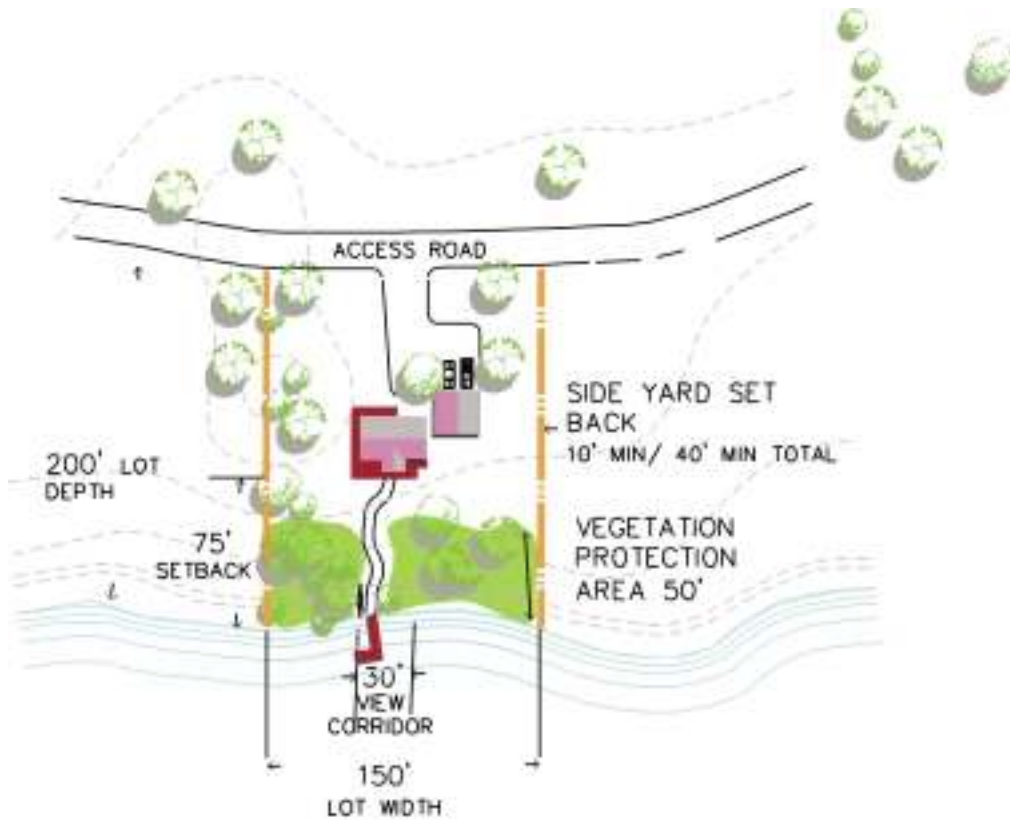 ACCESS ROAD
SIDE YARD SET
BACK
10' MIN/ 40' MIN TOTAL
200' LOT
DEPTH
75'
SETBACK
VEGETATION
PROTECTION
AREA 50'
30'
VIEW
CORRIDOR
150'
LOT WIDTH